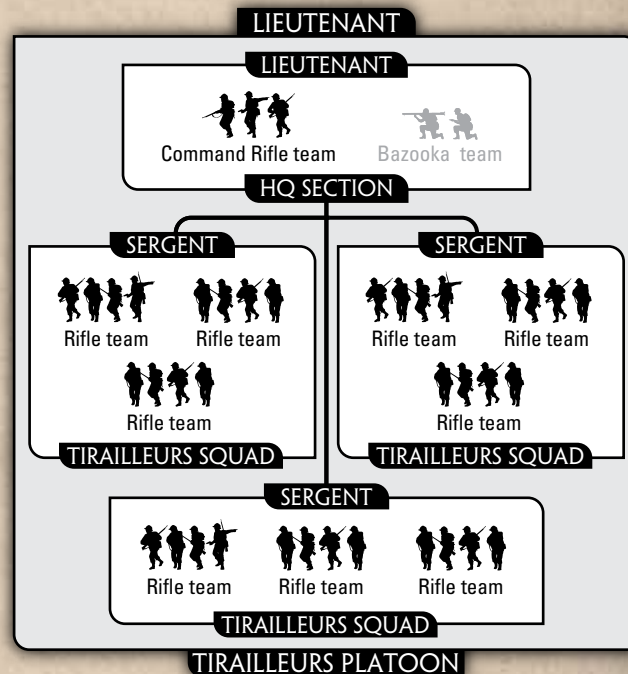 LIEUTENANT
LIEUTENANT
Command Rifle team
Bazooka team
HQ SECTION
SERGENT
SERGENT
Rifle team
Rifle team
Rifle team
Rifle team
Rifle team
Rifle team
TIRAILLEURS SQUAD
TIRAILLEURS SQUAD
SERGENT
Rifle team
Rifle team
Rifle team
TIRAILLEURS SQUAD
TIRAILLEURS PLATOON